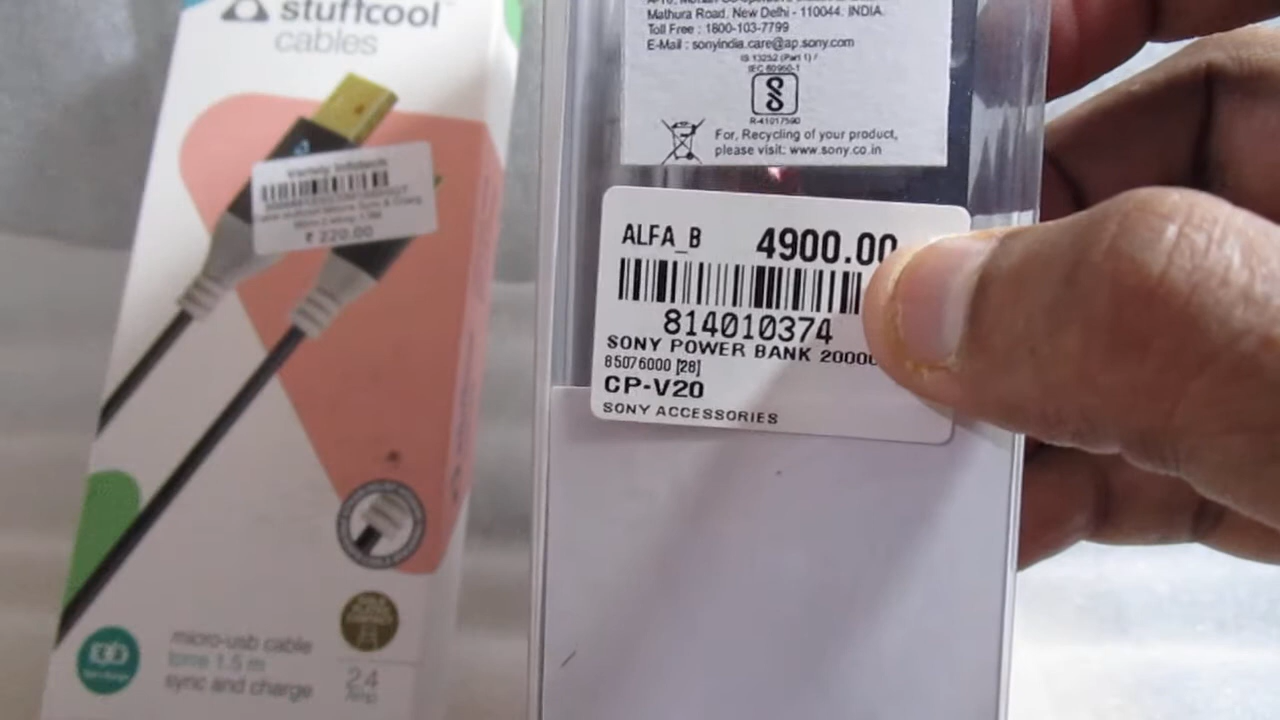 stuffcool
cables
₹ 220.00
micro-usb cable
1.5 m
sync and charge
2.4
Amp
Mathura Road, New Delhi - 110044. INDIA.
Toll Free : 1800-103-7799
E-Mail : sonyindia.care@ap.sony.com
IS 13252 (Part 1) /
IEC 60950-1
R-41017590
For, Recycling of your product,
please visit: www.sony.co.in
ALFA_B 4900.00
814010374
SONY POWER BANK 20000
85076000 [28]
CP-V20
SONY ACCESSORIES